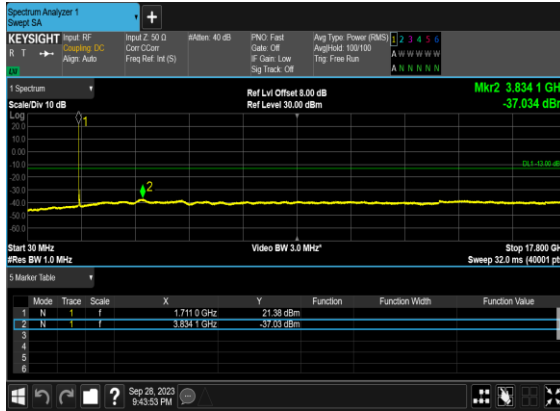 Spectrum Analyzer 1
Swept SA
+
KEYSIGHT Input: RF Input Z: 50 Ω #Atten: 40 dB PNO: Fast Avg Type: Power (RMS) 1 2 3 4 5 6
R T Coupling: DC Corr CCorr Gate: Off Avg|Hold: 100/100 A W W W W W
Align: Auto Freq Ref: Int (S) IF Gain: Low Trig: Free Run
Sig Track: Off A N N N N N
LU
1 Spectrum Ref Lvl Offset 8.00 dB Mkr2 3.834 1 GH
Scale/Div 10 dB Ref Level 30.00 dBm -37.034 dBr
Log
1
20.0
10.0
0.00
-10.0
DL1 -13.00 dB
-20.0
-30.0
2
-40.0
-50.0
-60.0
Start 30 MHz Video BW 3.0 MHz* Stop 17.800 GH
#Res BW 1.0 MHz Sweep 32.0 ms (40001 pt
5 Marker Table
Mode Trace Scale X Y Function Function Width Function Value
1 N 1 f 1.711 0 GHz 21.38 dBm
2 N 1 f 3.834 1 GHz -37.03 dBm
3
4
5
6
? Sep 28, 2023
9:43:53 PM